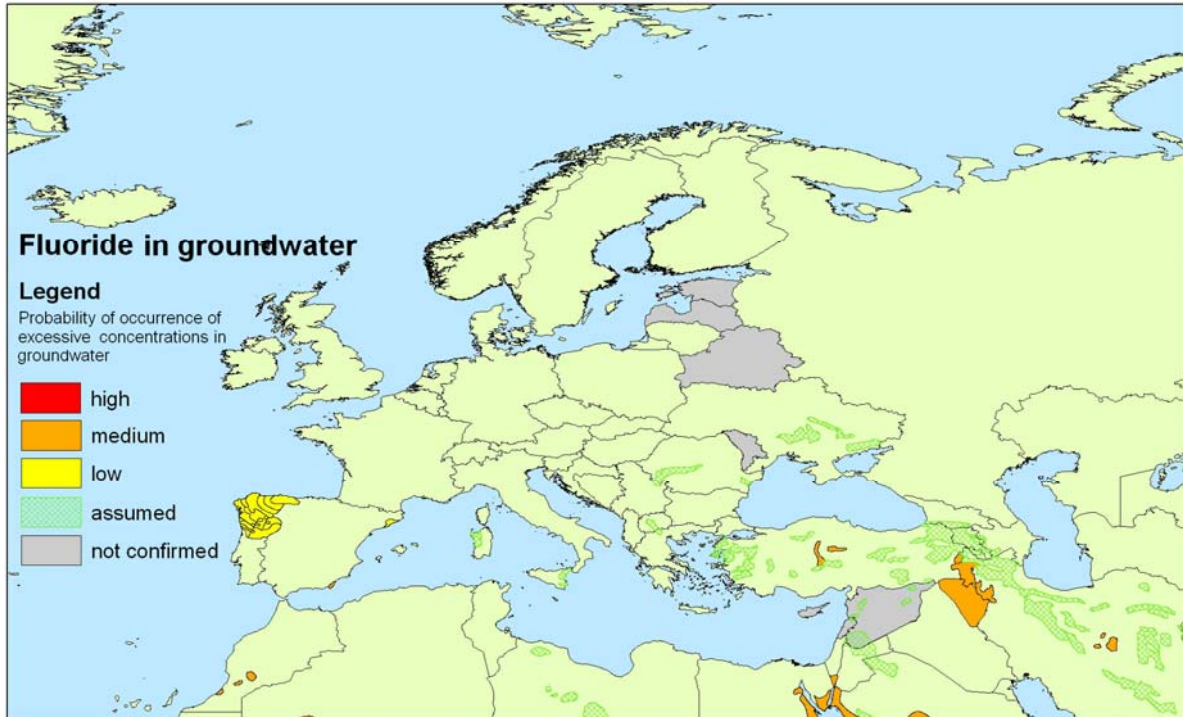 Fluoride in groundwater
Legend
Probability of occurrence of
excessive concentrations in
groundwater
high
medium
low
assumed
not confirmed